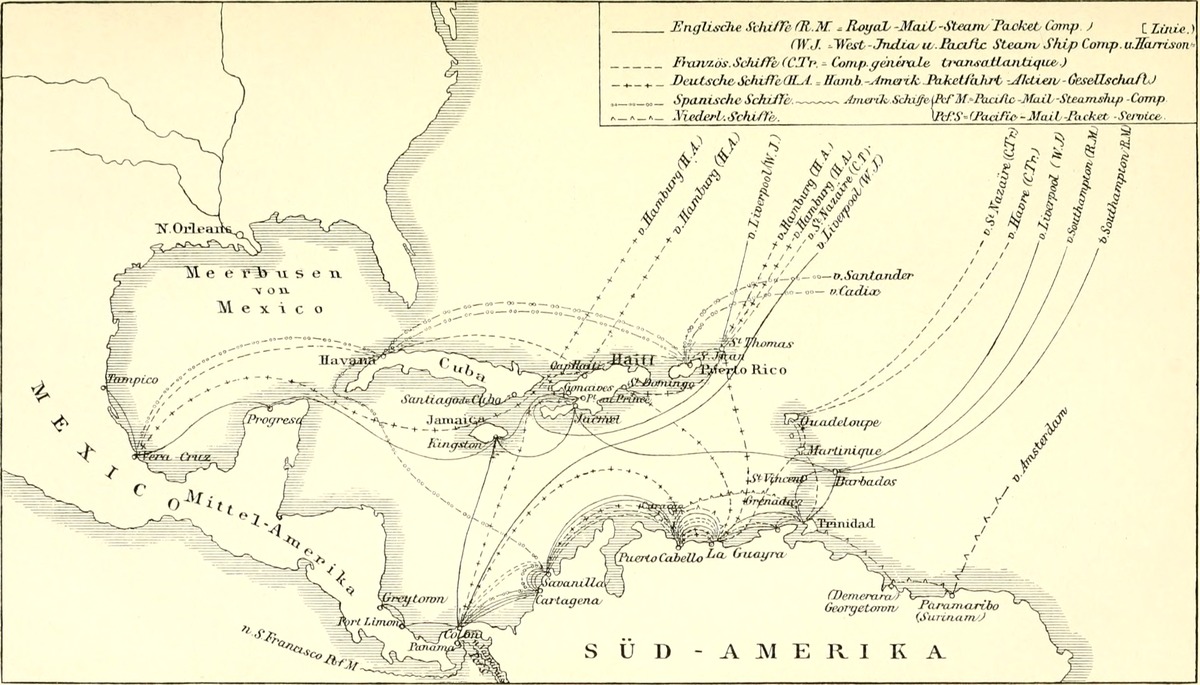 Englische Schiffe (R.M. = Royal-Mail-Steam Packet Comp.) [Linie.)
(W.J. = West-India u. Pacific Steam Ship Comp. u. Harrison=
Französ. Schiffe (C.Tr. = Comp. générale transatlantique.)
Deutsche Schiffe (H.A. = Hamb.-Amerik. Paketfahrt-Aktien-Gesellschaft)
Spanische Schiffe. Amerik. Schiffe (Pcf M.= Pacific-Mail-Steamship-Comp.
Niederl. Schiffe. Pcf. S = (Pacific-Mail-Packet-Service.
v. Hamburg (H.A.)
v. Hamburg (H.A.)
v. Liverpool (W.J.)
v. Hamburg (H.A.)
v. Hamburg (H.A)
v. St. Nazaire (C.T.)
v. Liverpool (W.J.)
v. St. Nazaire (C.Tr.)
v. Havre (C.Tr.)
v. Liverpool (W.J.)
v. Southampton (R.M.)
v. Southampton (R.M.)
N. Orleans
Meerbusen
von
Mexico
v. Santander
v. Cadix
St. Thomas
Havana
Cuba
Cap Haiti
Haïti
S. Juan
Puerto Rico
Tampico
Gonaives
St. Domingo
Santiago de Cuba
Pt. au Prince
Progreso
Jamaica
Jacmel
Guadeloupe
Kingston
Martinique
Vera-Cruz
St. Vincent
Barbados
v. Amsterdam
MEXICO
Mittel-Amerika
Grenada
Curaçao
Trinidad
Puerto Cabello
La Guayra
Savanilla
Cartagena
(Demerara)
Georgetown
Paramaribo
(Surinam)
Greytown
Port Limon
Colon
Panama
n. S. Francisco Pcf. M
SÜD-AMERIKA